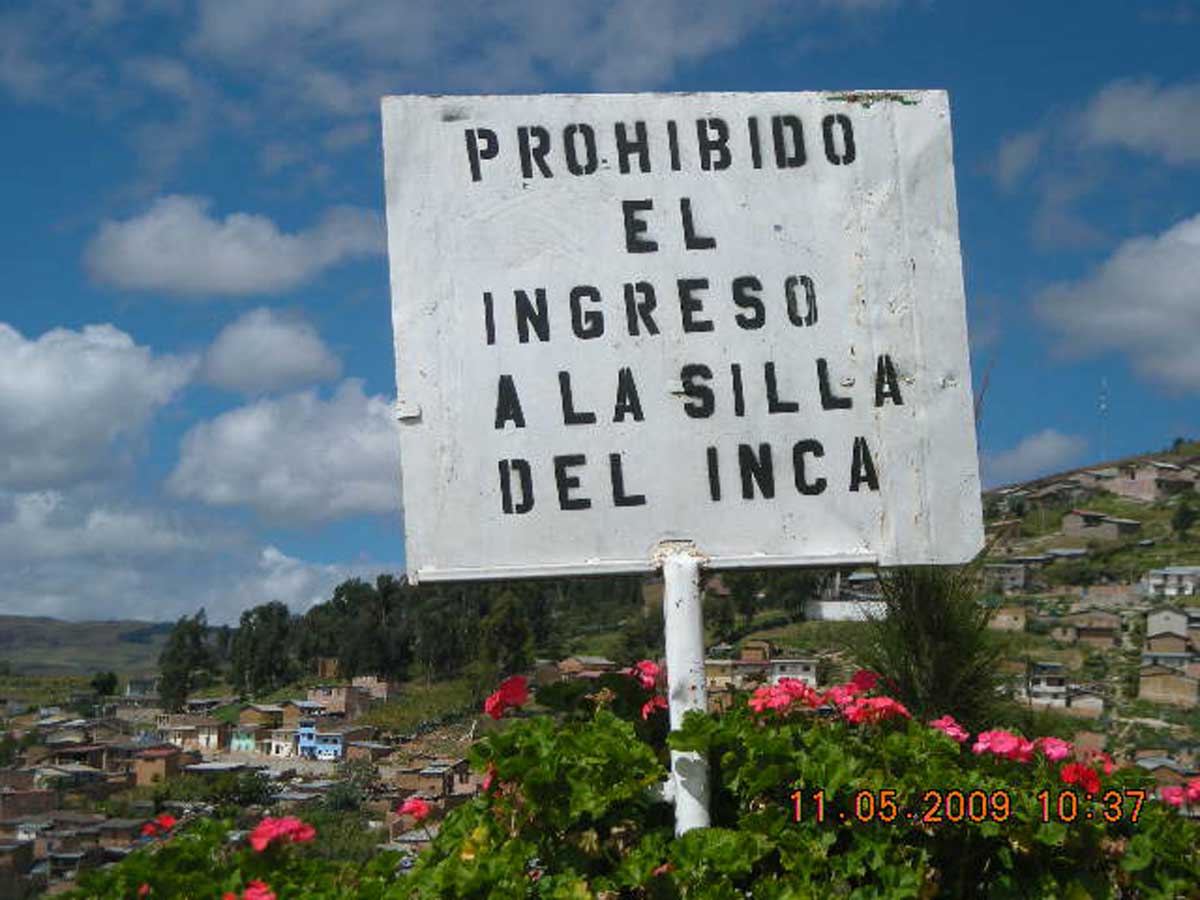 PROHIBIDO
EL
INGRESO
A LA SILLA
DEL INCA
11.05.2009 10:37